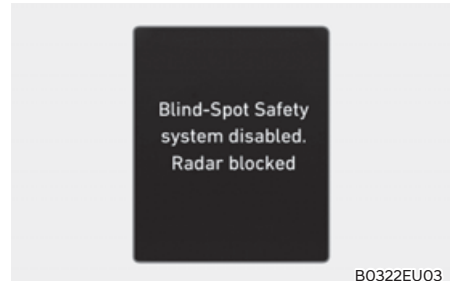 Blind-Spot Safety
system disabled.
Radar blocked
B0322EU03